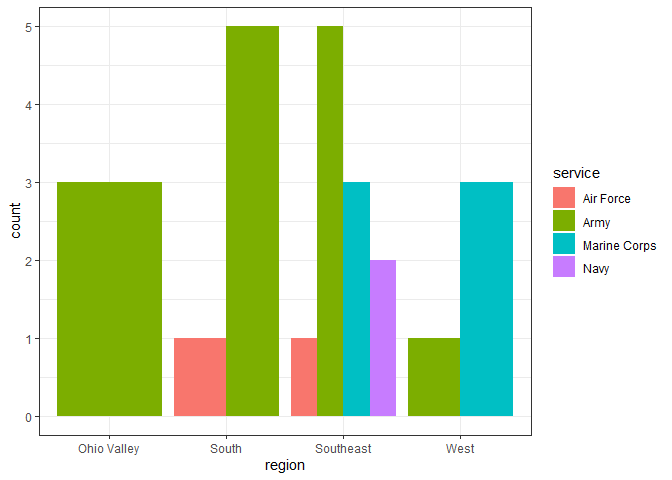 5
4
3
2
1
0
count
Ohio Valley South Southeast West
region
service
Air Force
Army
Marine Corps
Navy